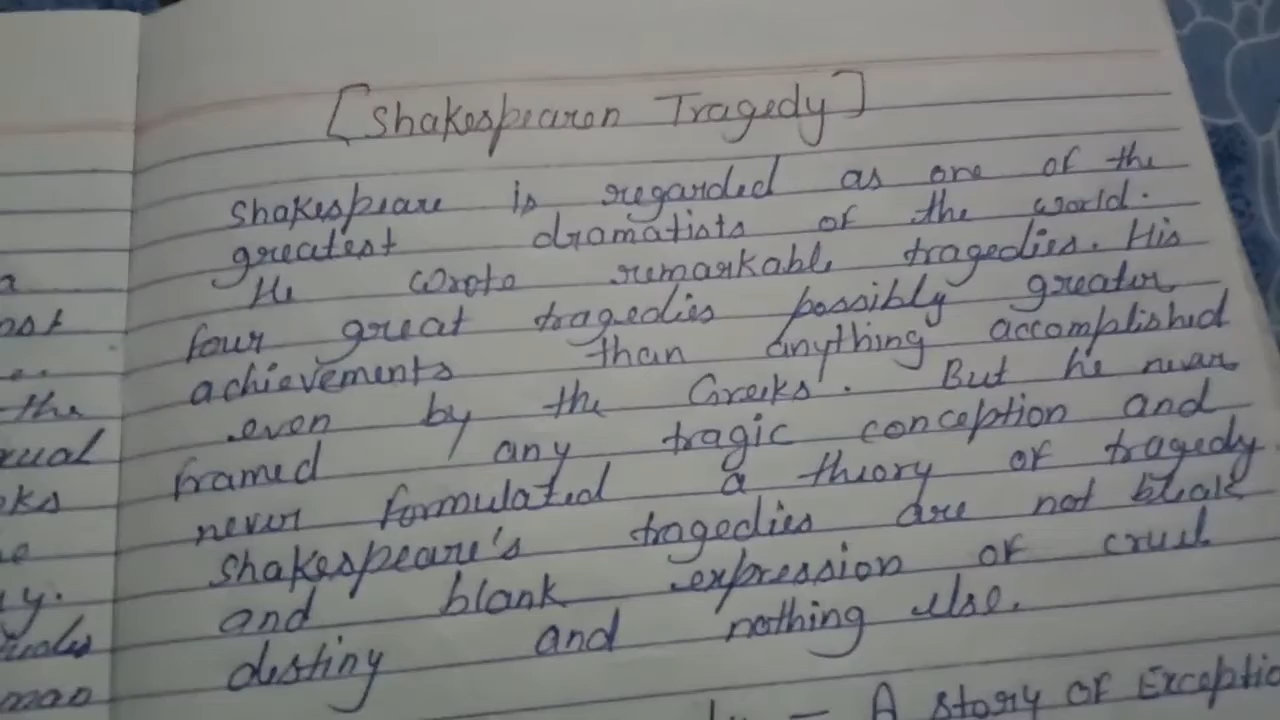 [Shakespearen Tragedy]
Shakespeare is regarded as one of the
greatest dramatists of the world.
He wrote remarkable tragedies. His
four great tragedies possibly greater
achievements than anything accomplished
even by the Greeks. But he never
framed any tragic conception and
never formulated a theory of tragedy
Shakespeare's tragedies are not bleak
and blank expression of cruel
destiny and nothing else.
— A story of Exceptio
the
y.
man